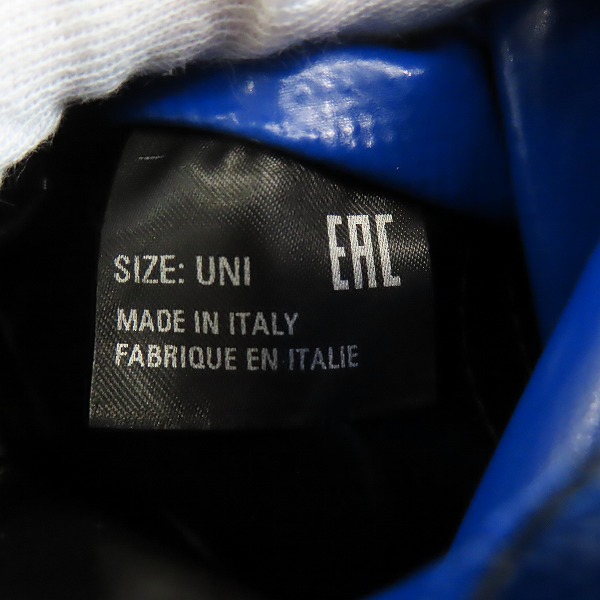 SIZE: UNI EAC
MADE IN ITALY
FABRIQUE EN ITALIE